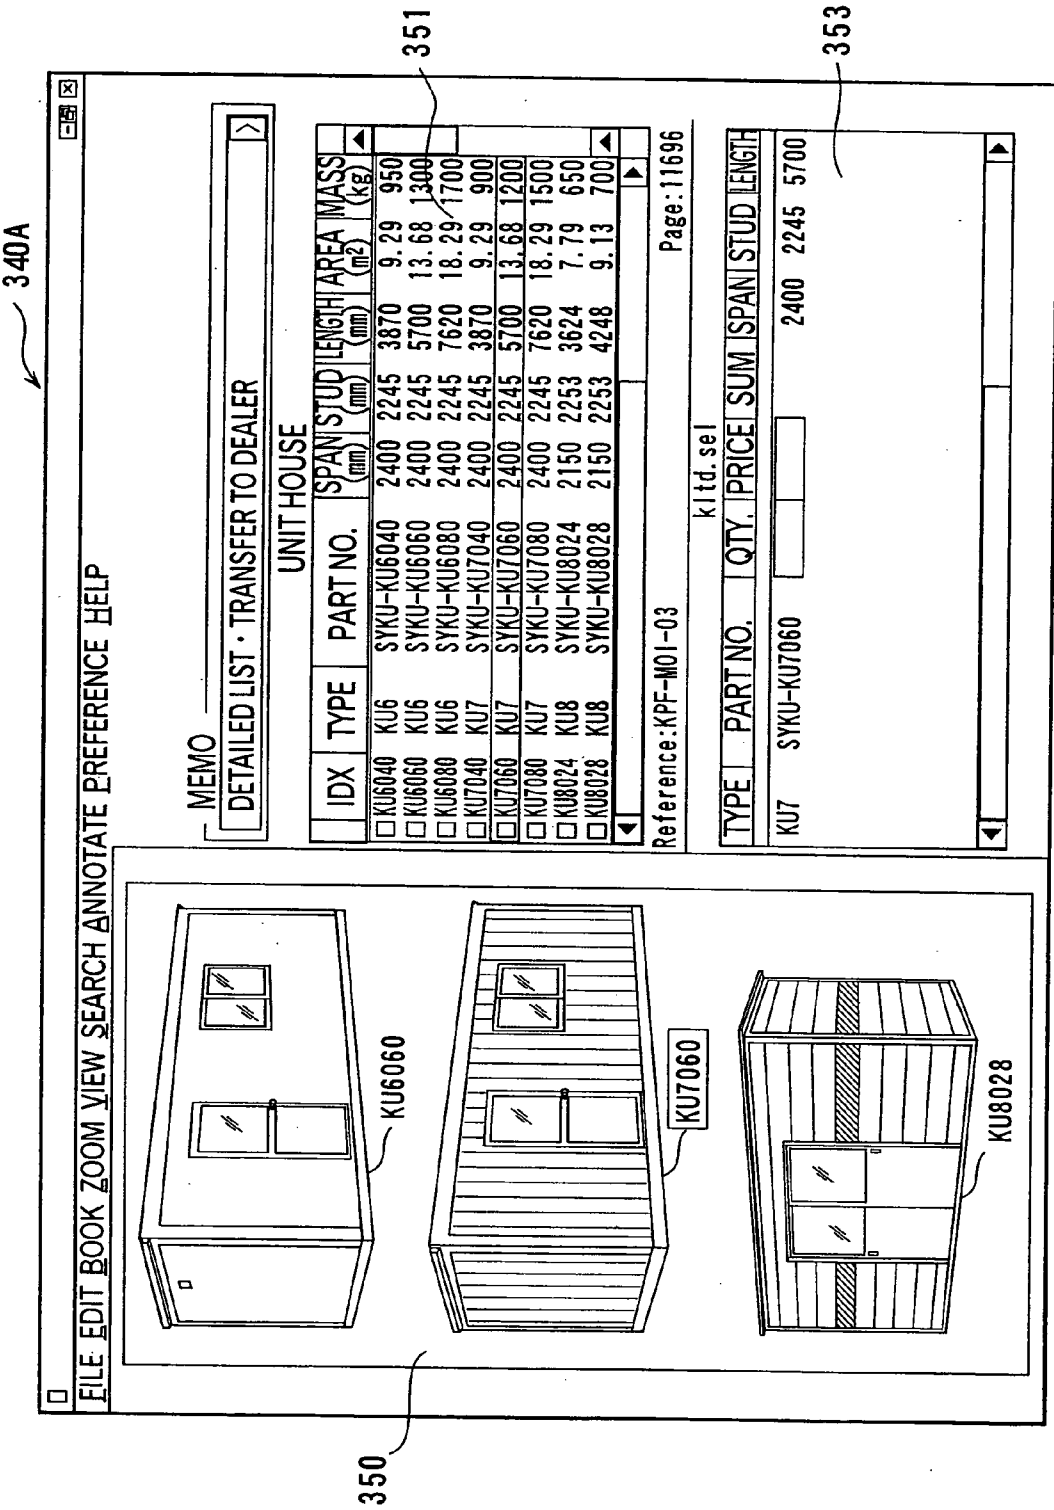 340A
FILE EDIT BOOK ZOOM VIEW SEARCH ANNOTATE PREFERENCE HELP
350
KU6060
KU7060
KU8028
MEMO
DETAILED LIST・TRANSFER TO DEALER
UNIT HOUSE
IDX TYPE PART NO. SPAN (mm) STUD (mm) LENGTH (mm) AREA (m2) MASS (kg)
KU6040 KU6 SYKU-KU6040 2400 2245 3870 9.29 950
KU6060 KU6 SYKU-KU6060 2400 2245 5700 13.68 1300
KU6080 KU6 SYKU-KU6080 2400 2245 7620 18.29 1700
KU7040 KU7 SYKU-KU7040 2400 2245 3870 9.29 900
KU7060 KU7 SYKU-KU7060 2400 2245 5700 13.68 1200
KU7080 KU7 SYKU-KU7080 2400 2245 7620 18.29 1500
KU8024 KU8 SYKU-KU8024 2150 2253 3624 7.79 650
KU8028 KU8 SYKU-KU8028 2150 2253 4248 9.13 700
351
Reference:KPF-MOI-03 Page:11696
kltd.sel
TYPE PART NO. QTY. PRICE SUM SPAN STUD LENGTH
KU7 SYKU-KU7060 2400 2245 5700
353